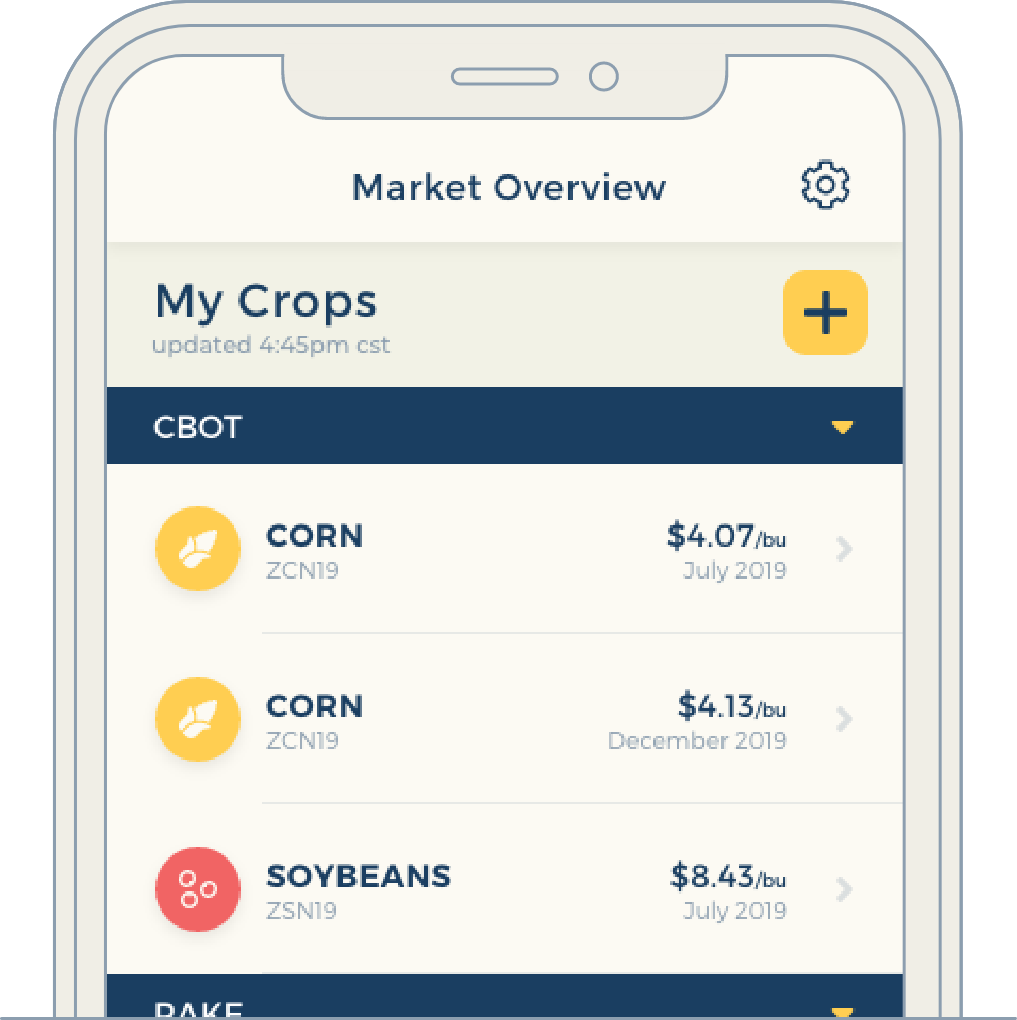 Market Overview
My Crops
updated 4:45pm cst
CBOT
CORN
$4.07/bu
ZCN19
July 2019
CORN
$4.13/bu
ZCN19
December 2019
SOYBEANS
$8.43/bu
ZSN19
July 2019